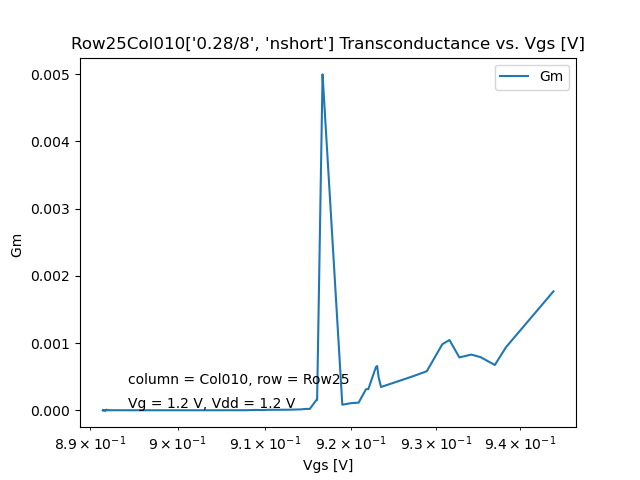 Row25Col010['0.28/8', 'nshort'] Transconductance vs. Vgs [V]
Gm
0.005
0.004
0.003
0.002
0.001
0.000
Gm
column = Col010, row = Row25
Vg = 1.2 V, Vdd = 1.2 V
8.9 × 10⁻¹ 9 × 10⁻¹ 9.1 × 10⁻¹ 9.2 × 10⁻¹ 9.3 × 10⁻¹ 9.4 × 10⁻¹
Vgs [V]